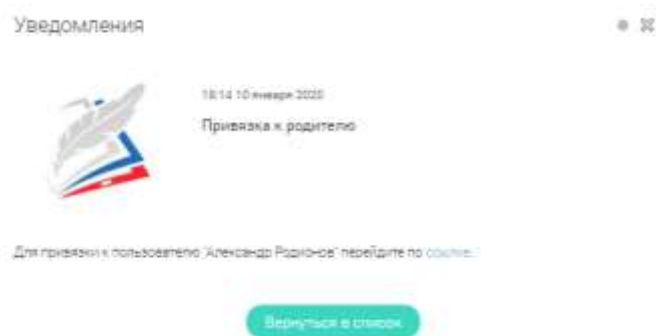 Уведомления
18:14 10 января 2020
Привязка к родителю
Для привязки к пользователю "Александр Родионов" перейдите по ссылке.
Вернуться в список